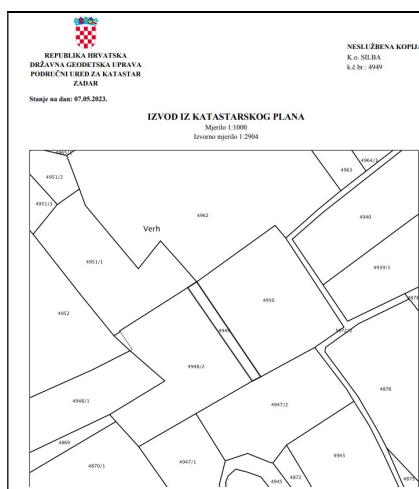 REPUBLIKA HRVATSKA
DRŽAVNA GEODETSKA UPRAVA
PODRUČNI URED ZA KATASTAR
ZADAR
NESLUŽBENA KOPIJA
K.o. SILBA
k.č.br.: 4949
Stanje na dan: 07.05.2023.
IZVOD IZ KATASTARSKOG PLANA
Mjerilo 1:1000
Izvorno mjerilo 1:2904
4951/2
4964/3
4963
4951/3
4962
4940
Verh
4951/1
4939/1
4950
4952
4948/2
4876
4948/1
4947/2
4869
4943
4870/1
4947/1
4872
4945